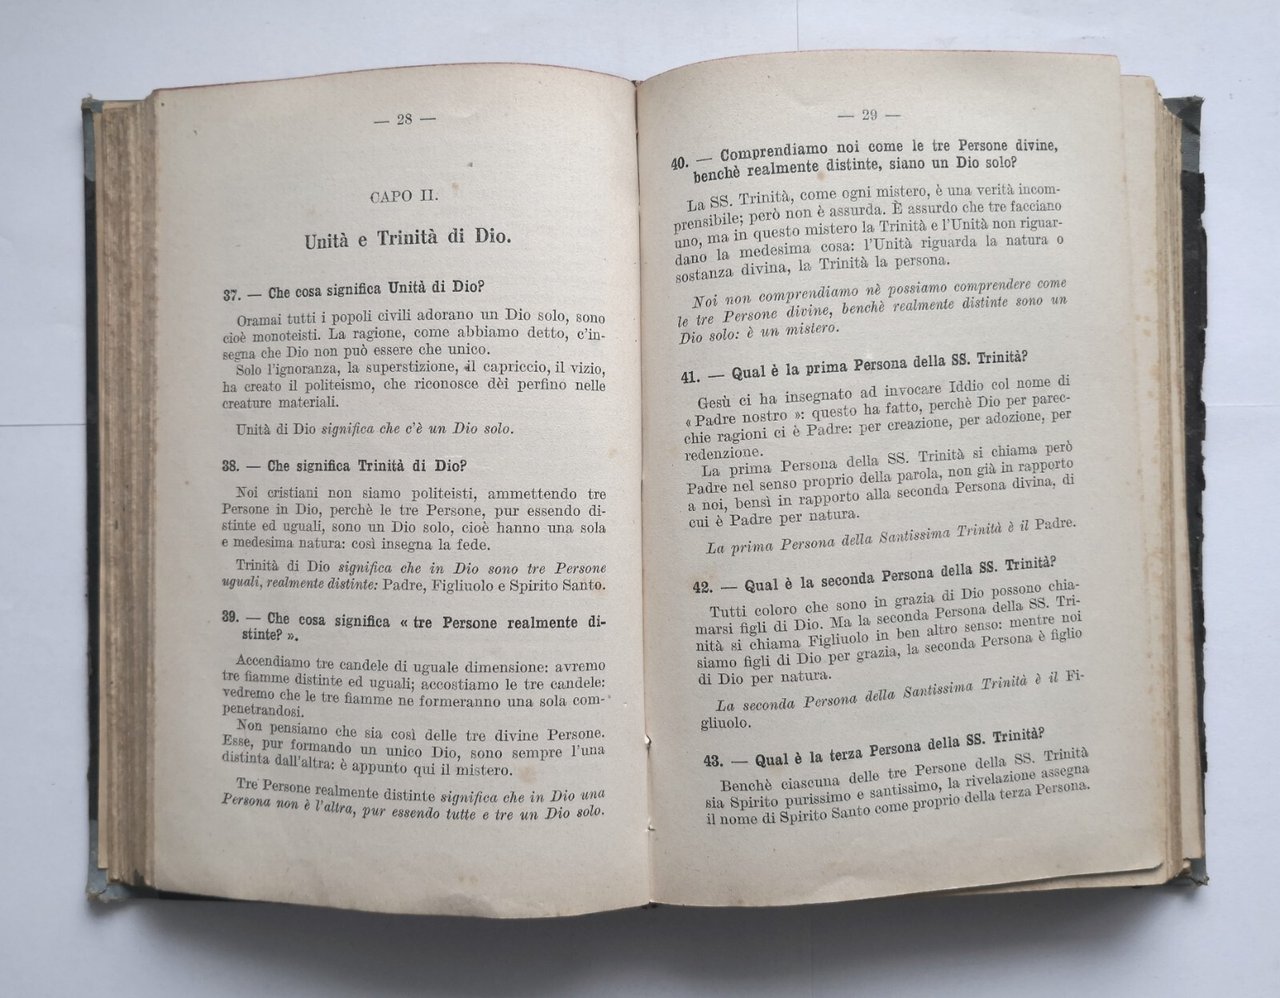 — 28 —
CAPO II.
Unità e Trinità di Dio.
37. — Che cosa significa Unità di Dio?
Oramai tutti i popoli civili adorano un Dio solo, sono
cioè monoteisti. La ragione, come abbiamo detto, c'in-
segna che Dio non può essere che unico.
Solo l'ignoranza, la superstizione, il capriccio, il vizio,
ha creato il politeismo, che riconosce dèi perfino nelle
creature materiali.
Unità di Dio significa che c'è un Dio solo.
38. — Che significa Trinità di Dio?
Noi cristiani non siamo politeisti, ammettendo tre
Persone in Dio, perchè le tre Persone, pur essendo di-
stinte ed uguali, sono un Dio solo, cioè hanno una sola
e medesima natura: così insegna la fede.
Trinità di Dio significa che in Dio sono tre Persone
uguali, realmente distinte: Padre, Figliuolo e Spirito Santo.
39. — Che cosa significa « tre Persone realmente di-
stinte? ».
Accendiamo tre candele di uguale dimensione: avremo
tre fiamme distinte ed uguali; accostiamo le tre candele:
vedremo che le tre fiamme ne formeranno una sola com-
penetrandosi.
Non pensiamo che sia così delle tre divine Persone.
Esse, pur formando un unico Dio, sono sempre l'una
distinta dall'altra: è appunto qui il mistero.
Tre Persone realmente distinte significa che in Dio una
Persona non è l'altra, pur essendo tutte e tre un Dio solo.
— 29 —
40. — Comprendiamo noi come le tre Persone divine,
benchè realmente distinte, siano un Dio solo?
La SS. Trinità, come ogni mistero, è una verità incom-
prensibile; però non è assurda. È assurdo che tre facciano
uno, ma in questo mistero la Trinità e l'Unità non riguar-
dano la medesima cosa: l'Unità riguarda la natura o
sostanza divina, la Trinità la persona.
Noi non comprendiamo nè possiamo comprendere come
le tre Persone divine, benchè realmente distinte sono un
Dio solo: è un mistero.
41. — Qual è la prima Persona della SS. Trinità?
Gesù ci ha insegnato ad invocare Iddio col nome di
« Padre nostro »: questo ha fatto, perchè Dio per parec-
chie ragioni ci è Padre: per creazione, per adozione, per
redenzione.
La prima Persona della SS. Trinità si chiama però
Padre nel senso proprio della parola, non già in rapporto
a noi, bensì in rapporto alla seconda Persona divina, di
cui è Padre per natura.
La prima Persona della Santissima Trinità è il Padre.
42. — Qual è la seconda Persona della SS. Trinità?
Tutti coloro che sono in grazia di Dio possono chia-
marsi figli di Dio. Ma la seconda Persona della SS. Tri-
nità si chiama Figliuolo in ben altro senso: mentre noi
siamo figli di Dio per grazia, la seconda Persona è figlio
di Dio per natura.
La seconda Persona della Santissima Trinità è il Fi-
gliuolo.
43. — Qual è la terza Persona della SS. Trinità?
Benchè ciascuna delle tre Persone della SS. Trinità
sia Spirito purissimo e santissimo, la rivelazione assegna
il nome di Spirito Santo come proprio della terza Persona.